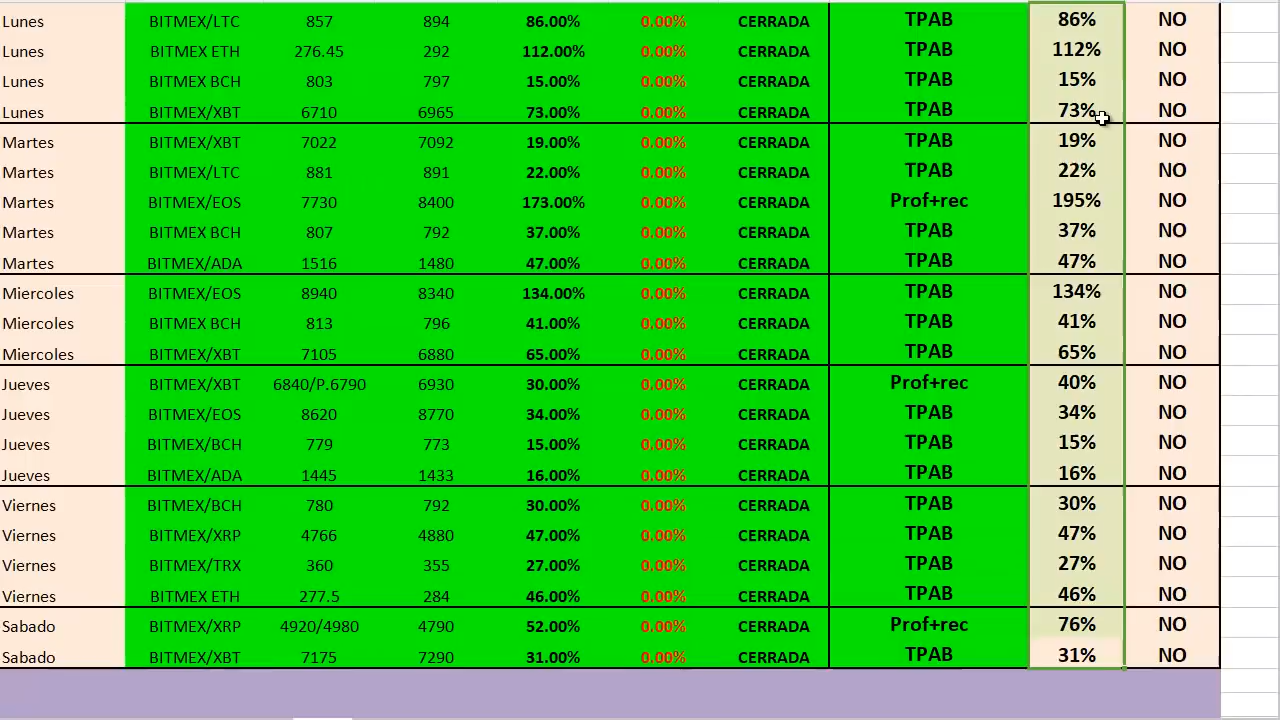 Lunes BITMEX/LTC 857 894 86.00% 0.00% CERRADA TPAB 86% NO
Lunes BITMEX ETH 276.45 292 112.00% 0.00% CERRADA TPAB 112% NO
Lunes BITMEX BCH 803 797 15.00% 0.00% CERRADA TPAB 15% NO
Lunes BITMEX/XBT 6710 6965 73.00% 0.00% CERRADA TPAB 73% NO
Martes BITMEX/XBT 7022 7092 19.00% 0.00% CERRADA TPAB 19% NO
Martes BITMEX/LTC 881 891 22.00% 0.00% CERRADA TPAB 22% NO
Martes BITMEX/EOS 7730 8400 173.00% 0.00% CERRADA Prof+rec 195% NO
Martes BITMEX BCH 807 792 37.00% 0.00% CERRADA TPAB 37% NO
Martes BITMEX/ADA 1516 1480 47.00% 0.00% CERRADA TPAB 47% NO
Miercoles BITMEX/EOS 8940 8340 134.00% 0.00% CERRADA TPAB 134% NO
Miercoles BITMEX BCH 813 796 41.00% 0.00% CERRADA TPAB 41% NO
Miercoles BITMEX/XBT 7105 6880 65.00% 0.00% CERRADA TPAB 65% NO
Jueves BITMEX/XBT 6840/P.6790 6930 30.00% 0.00% CERRADA Prof+rec 40% NO
Jueves BITMEX/EOS 8620 8770 34.00% 0.00% CERRADA TPAB 34% NO
Jueves BITMEX/BCH 779 773 15.00% 0.00% CERRADA TPAB 15% NO
Jueves BITMEX/ADA 1445 1433 16.00% 0.00% CERRADA TPAB 16% NO
Viernes BITMEX/BCH 780 792 30.00% 0.00% CERRADA TPAB 30% NO
Viernes BITMEX/XRP 4766 4880 47.00% 0.00% CERRADA TPAB 47% NO
Viernes BITMEX/TRX 360 355 27.00% 0.00% CERRADA TPAB 27% NO
Viernes BITMEX ETH 277.5 284 46.00% 0.00% CERRADA TPAB 46% NO
Sabado BITMEX/XRP 4920/4980 4790 52.00% 0.00% CERRADA Prof+rec 76% NO
Sabado BITMEX/XBT 7175 7290 31.00% 0.00% CERRADA TPAB 31% NO